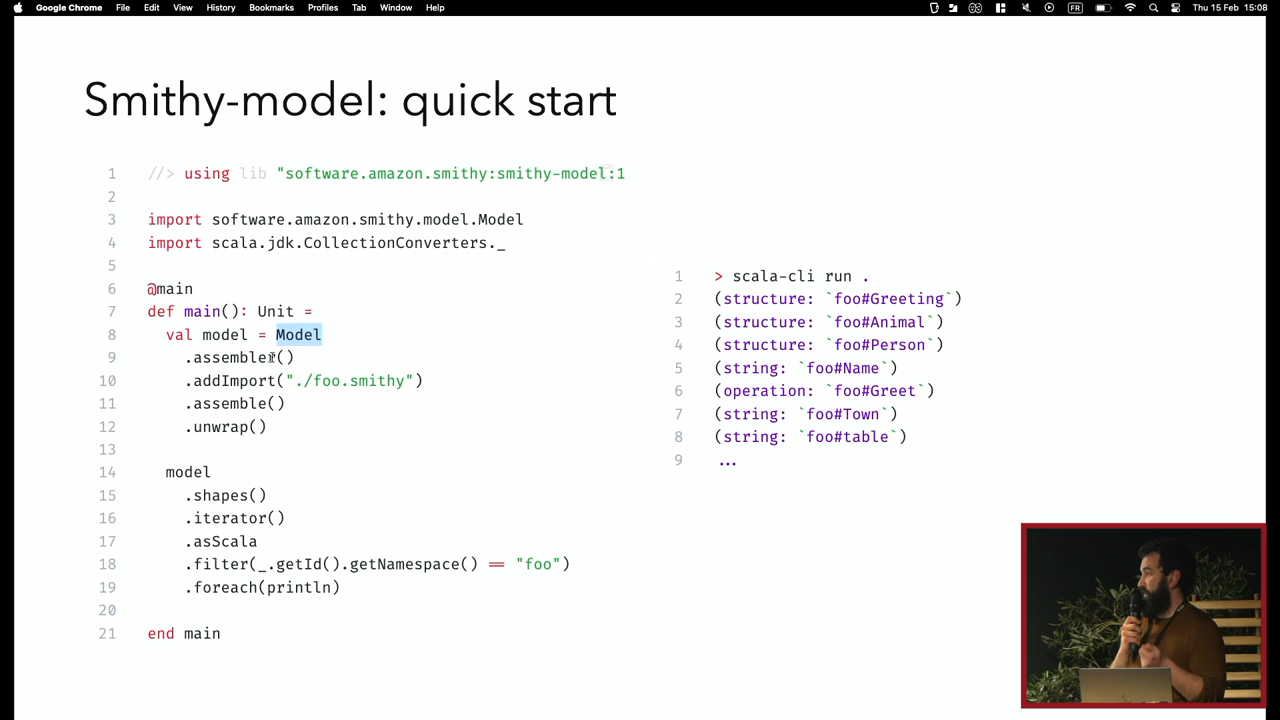 Google Chrome File Edit View History Bookmarks Profiles Tab Window Help FR Thu 15 Feb 15:08
Smithy-model: quick start
1 //> using lib "software.amazon.smithy:smithy-model:1
2
3 import software.amazon.smithy.model.Model
4 import scala.jdk.CollectionConverters._
5
6 @main
7 def main(): Unit =
8 val model = Model
9 .assembler()
10 .addImport("./foo.smithy")
11 .assemble()
12 .unwrap()
13
14 model
15 .shapes()
16 .iterator()
17 .asScala
18 .filter(_.getId().getNamespace() == "foo")
19 .foreach(println)
20
21 end main
1 > scala-cli run .
2 (structure: `foo#Greeting`)
3 (structure: `foo#Animal`)
4 (structure: `foo#Person`)
5 (string: `foo#Name`)
6 (operation: `foo#Greet`)
7 (string: `foo#Town`)
8 (string: `foo#table`)
9 ...